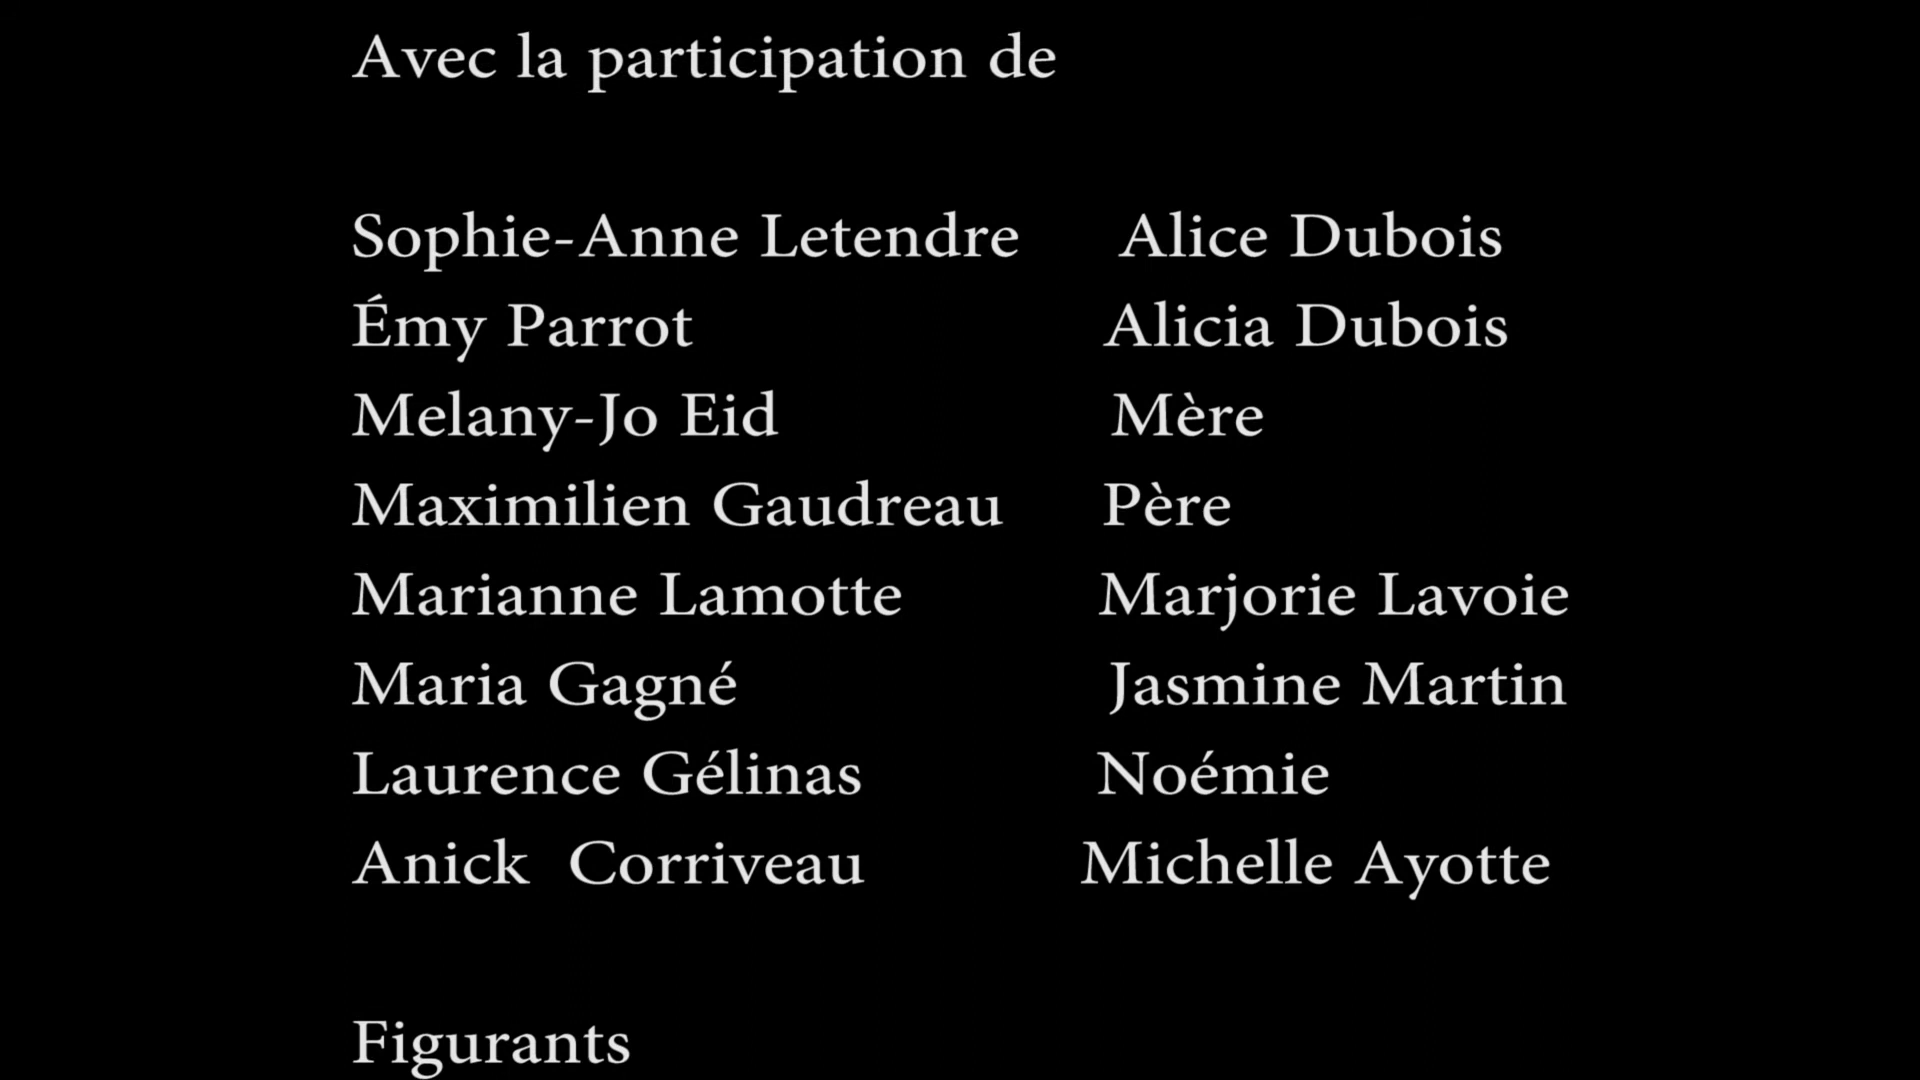 Avec la participation de
Sophie-Anne Letendre Alice Dubois
Émy Parrot Alicia Dubois
Melany-Jo Eid Mère
Maximilien Gaudreau Père
Marianne Lamotte Marjorie Lavoie
Maria Gagné Jasmine Martin
Laurence Gélinas Noémie
Anick Corriveau Michelle Ayotte
Figurants